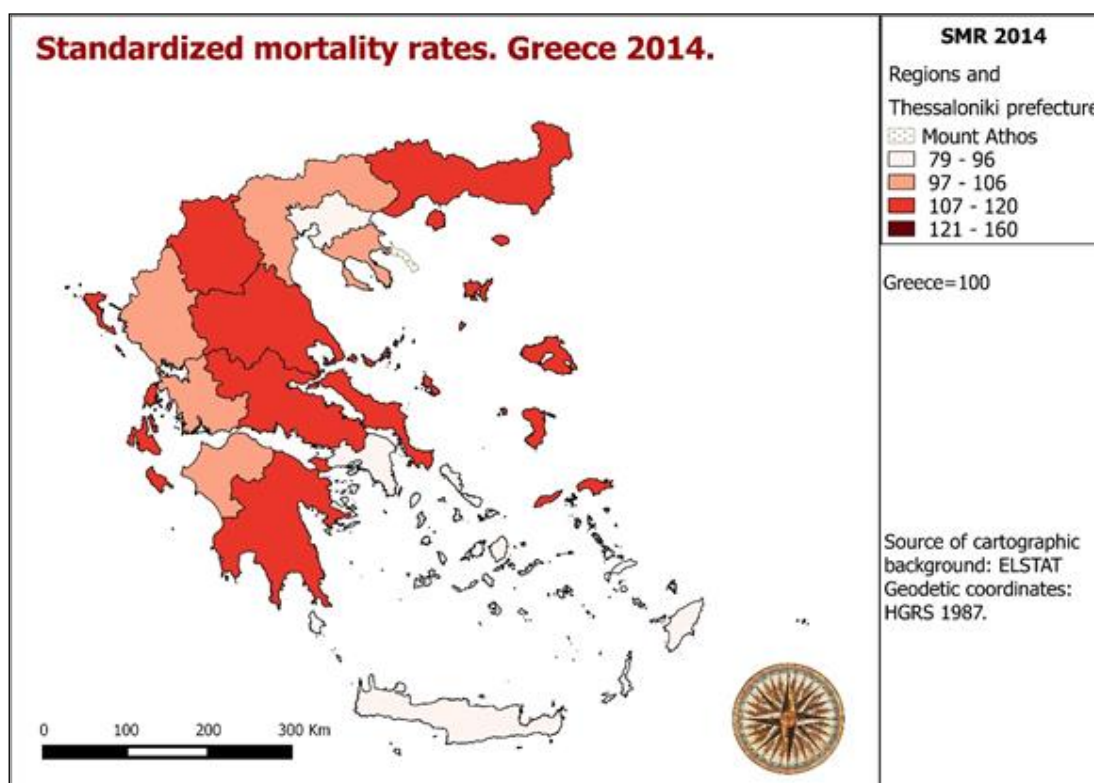 Standardized mortality rates. Greece 2014.
SMR 2014
Regions and
Thessaloniki prefecture
Mount Athos
79 - 96
97 - 106
107 - 120
121 - 160
Greece=100
Source of cartographic
background: ELSTAT
Geodetic coordinates:
HGRS 1987.
0 100 200 300 Km